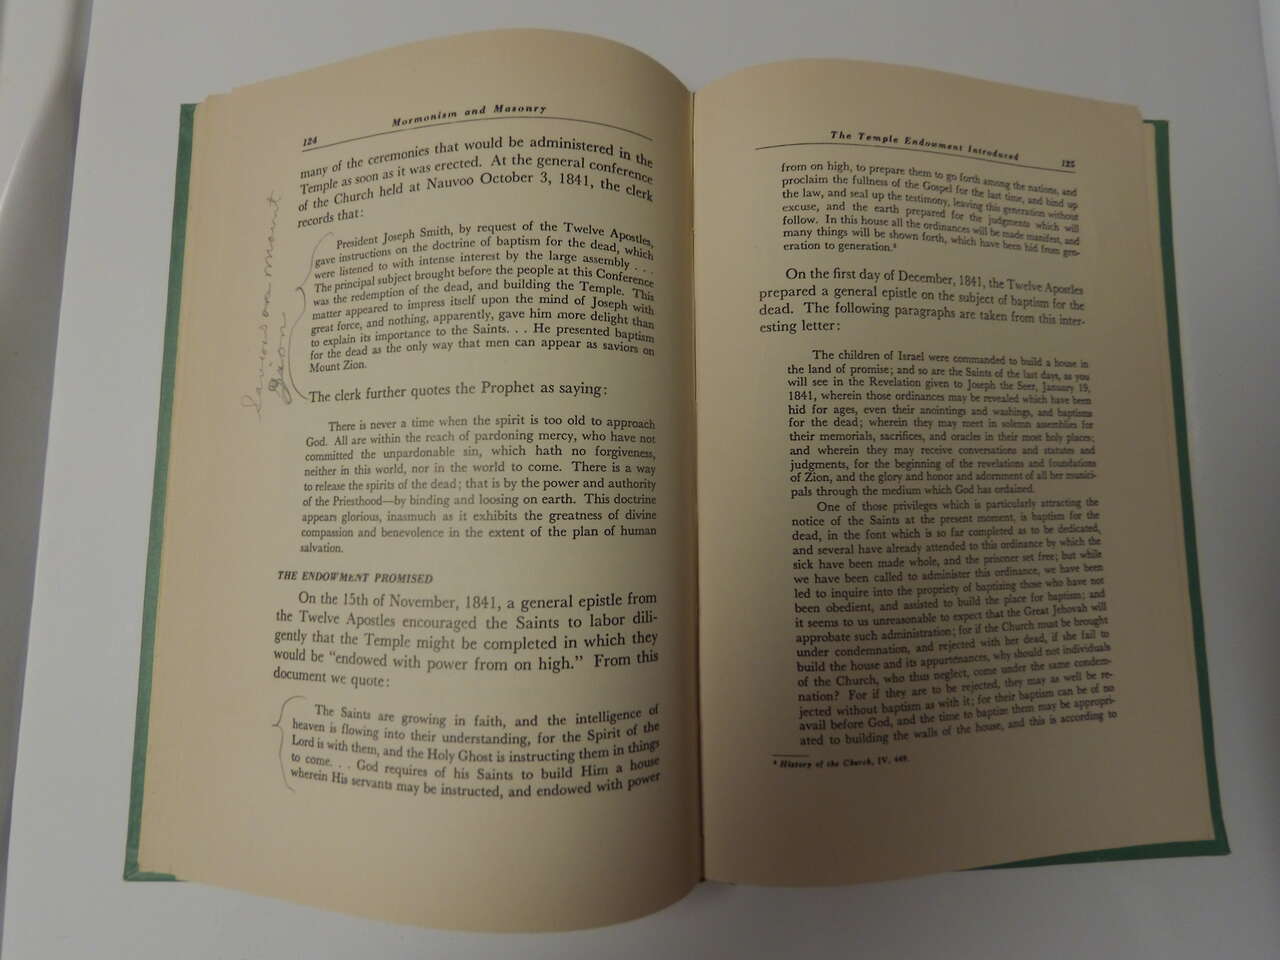 124
Mormonism and Masonry
many of the ceremonies that would be administered in the
Temple as soon as it was erected. At the general conference
of the Church held at Nauvoo October 3, 1841, the clerk
records that:
President Joseph Smith, by request of the Twelve Apostles,
gave instructions on the doctrine of baptism for the dead, which
were listened to with intense interest by the large assembly . . .
The principal subject brought before the people at this Conference
was the redemption of the dead, and building the Temple. This
matter appeared to impress itself upon the mind of Joseph with
great force, and nothing, apparently, gave him more delight than
to explain its importance to the Saints. . . He presented baptism
for the dead as the only way that men can appear as saviors on
Mount Zion.
Saviors on Mount
Zion
The clerk further quotes the Prophet as saying:
There is never a time when the spirit is too old to approach
God. All are within the reach of pardoning mercy, who have not
committed the unpardonable sin, which hath no forgiveness,
neither in this world, nor in the world to come. There is a way
to release the spirits of the dead; that is by the power and authority
of the Priesthood—by binding and loosing on earth. This doctrine
appears glorious, inasmuch as it exhibits the greatness of divine
compassion and benevolence in the extent of the plan of human
salvation.
THE ENDOWMENT PROMISED
On the 15th of November, 1841, a general epistle from
the Twelve Apostles encouraged the Saints to labor dili-
gently that the Temple might be completed in which they
would be "endowed with power from on high." From this
document we quote:
The Saints are growing in faith, and the intelligence of
heaven is flowing into their understanding, for the Spirit of the
Lord is with them, and the Holy Ghost is instructing them in things
to come. . . God requires of his Saints to build Him a house
wherein His servants may be instructed, and endowed with power
The Temple Endowment Introduced
125
from on high, to prepare them to go forth among the nations, and
proclaim the fullness of the Gospel for the last time, and bind up
the law, and seal up the testimony, leaving this generation without
excuse, and the earth prepared for the judgments which will
follow. In this house all the ordinances will be made manifest, and
many things will be shown forth, which have been hid from gen-
eration to generation.⁸
On the first day of December, 1841, the Twelve Apostles
prepared a general epistle on the subject of baptism for the
dead. The following paragraphs are taken from this inter-
esting letter:
The children of Israel were commanded to build a house in
the land of promise; and so are the Saints of the last days, as you
will see in the Revelation given to Joseph the Seer, January 19,
1841, wherein those ordinances may be revealed which have been
hid for ages, even their anointings and washings, and baptisms
for the dead; wherein they may meet in solemn assemblies for
their memorials, sacrifices, and oracles in their most holy places;
and wherein they may receive conversations and statutes and
judgments, for the beginning of the revelations and foundations
of Zion, and the glory and honor and adornment of all her munici-
pals through the medium which God has ordained.
One of those privileges which is particularly attracting the
notice of the Saints at the present moment, is baptism for the
dead, in the font which is so far completed as to be dedicated,
and several have already attended to this ordinance by which the
sick have been made whole, and the prisoner set free; but while
we have been called to administer this ordinance, we have been
led to inquire into the propriety of baptizing those who have not
been obedient, and assisted to build the place for baptism; and
it seems to us unreasonable to expect that the Great Jehovah will
approbate such administration; for if the Church must be brought
under condemnation, and rejected with her dead, if she fail to
build the house and its appurtenances, why should not individuals
of the Church, who thus neglect, come under the same condem-
nation? For if they are to be rejected, they may as well be re-
jected without baptism as with it; for their baptism can be of no
avail before God, and the time to baptize them may be appropri-
ated to building the walls of the house, and this is according to
⁸ History of the Church, IV, 449.